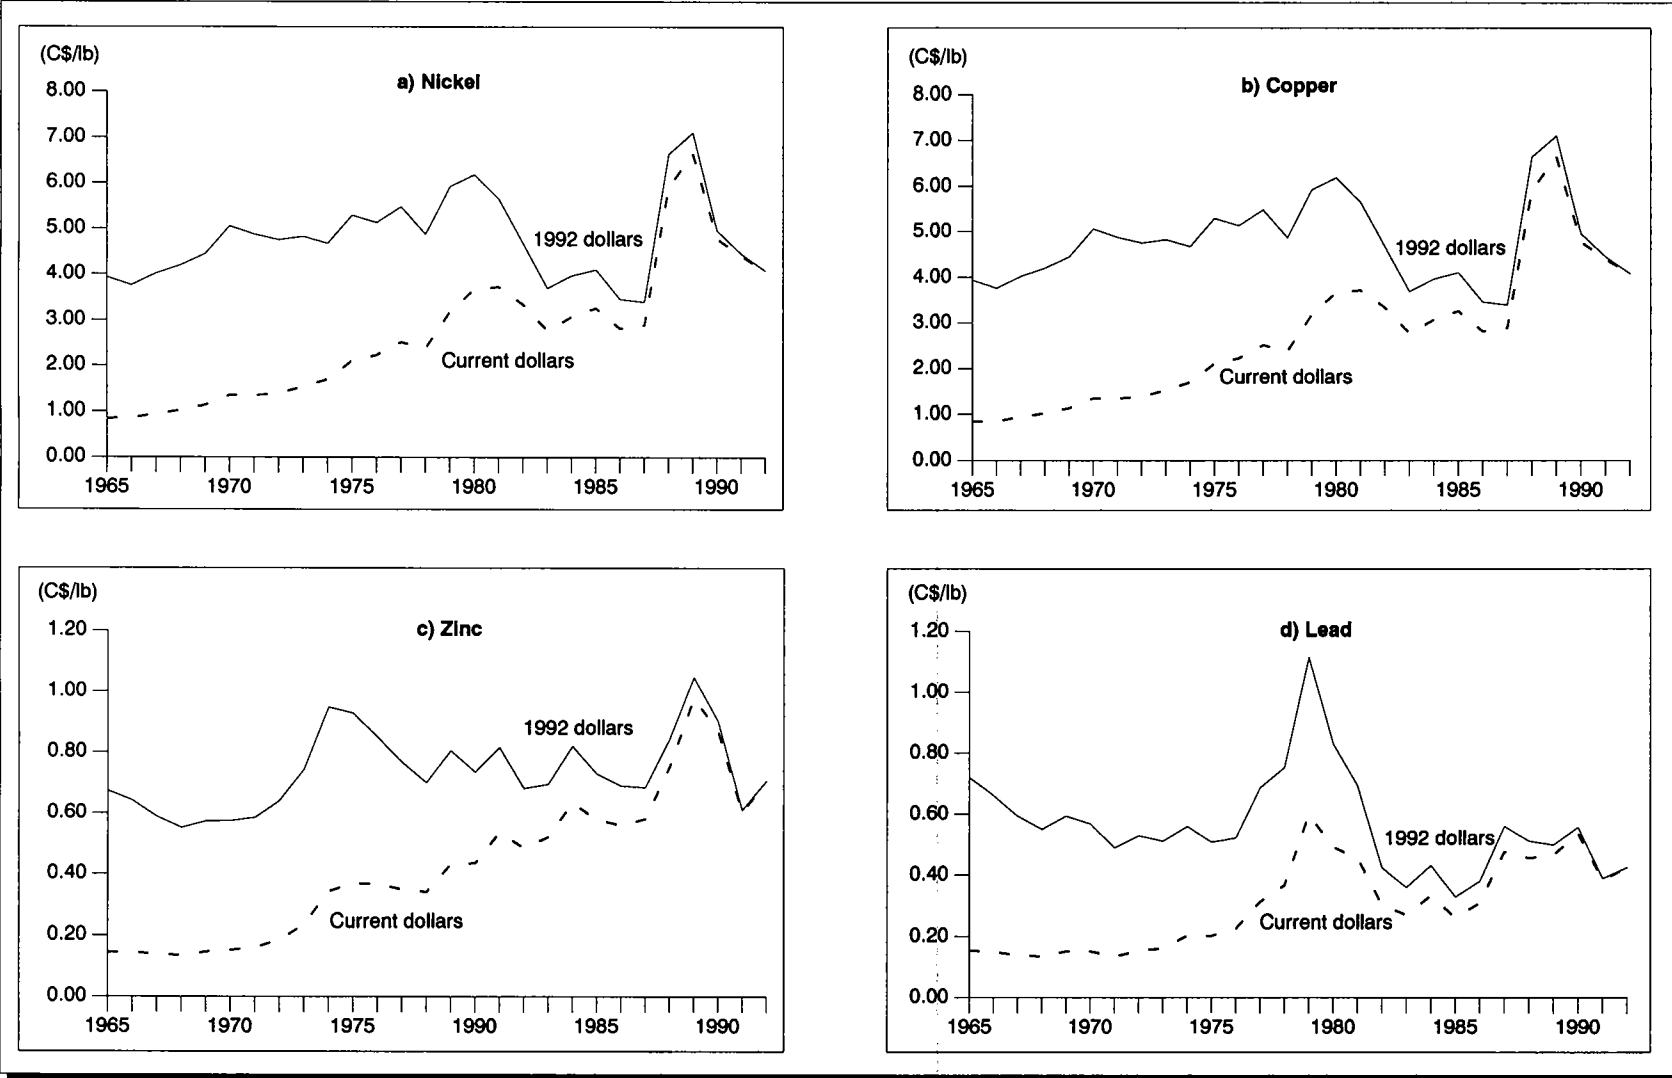 (C$/lb)
a) Nickel
8.00
7.00
6.00
5.00
4.00
3.00
2.00
1.00
0.00
1992 dollars
Current dollars
1965 1970 1975 1980 1985 1990
(C$/lb)
b) Copper
8.00
7.00
6.00
5.00
4.00
3.00
2.00
1.00
0.00
1992 dollars
Current dollars
1965 1970 1975 1980 1985 1990
(C$/lb)
c) Zinc
1.20
1.00
0.80
0.60
0.40
0.20
0.00
1992 dollars
Current dollars
1965 1970 1975 1990 1985 1990
(C$/lb)
d) Lead
1.20
1.00
0.80
0.60
0.40
0.20
0.00
1992 dollars
Current dollars
1965 1970 1975 1980 1985 1990